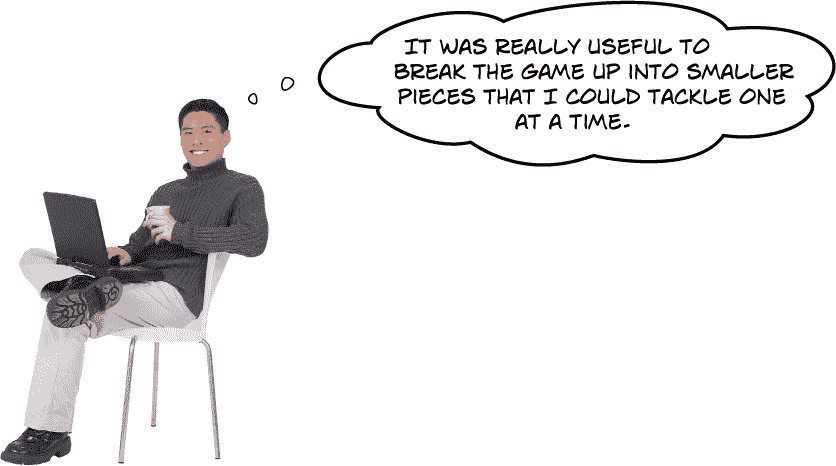 IT WAS REALLY USEFUL TO
BREAK THE GAME UP INTO SMALLER
PIECES THAT I COULD TACKLE ONE
AT A TIME.